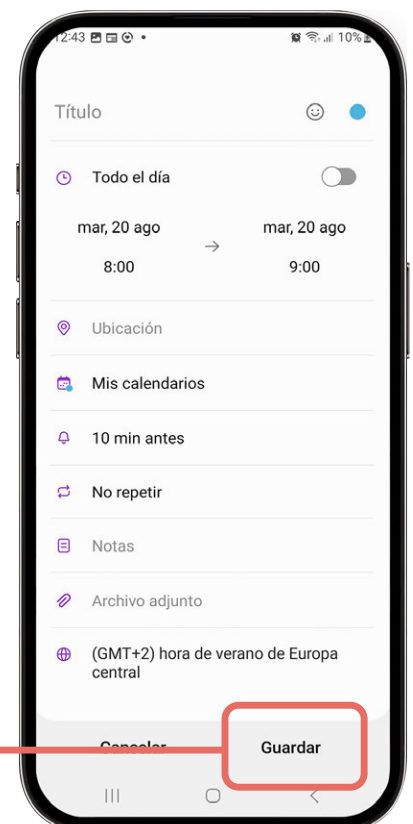 12:43
10%
Título
Todo el día
mar, 20 ago
mar, 20 ago
8:00
9:00
Ubicación
Mis calendarios
10 min antes
No repetir
Notas
Archivo adjunto
(GMT+2) hora de verano de Europa
central
Cancelar
Guardar